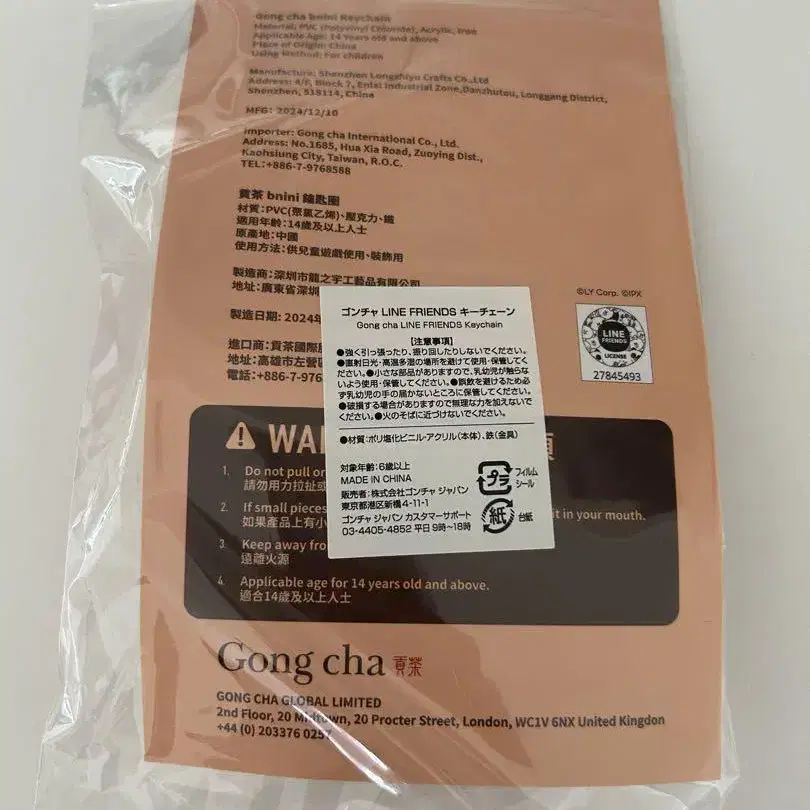 Gong cha bnini Keychain
Material: PVC (Polyvinyl Chloride), Acrylic, Iron
Applicable Age: 14 Years old and above
Place of Origin: China
Using Method: For children
Manufacture: Shenzhen Longzhiyu Crafts Co.,Ltd
Address: 4/F, Block 7, Enlai Industrial Zone,Danzhutou, Longgang District,
Shenzhen, 518114, China
MFG: 2024/12/10
Importer: Gong cha International Co., Ltd.
Address: No.1685, Hua Xia Road, Zuoying Dist.,
Kaohsiung City, Taiwan, R.O.C.
TEL:+886-7-9768588
貢茶 bnini 鑰匙圈
材質:PVC(聚氯乙烯)、壓克力、鐵
適用年齡:14歲及以上人士
原產地:中國
使用方法:供兒童遊戲使用、裝飾用
製造商:深圳市龍之宇工藝品有限公司
地址:廣東省深圳
製造日期: 2024年
進口商:貢茶國際
地址:高雄市左營
電話:+886-7-976
©LY Corp. ©IPX
LINE
FRIENDS
LICENSE
27845493
ゴンチャ LINE FRIENDS キーチェーン
Gong cha LINE FRIENDS Keychain
【注意事項】
●強く引っ張ったり、振り回したりしないでください。
●直射日光・高温多湿の場所を避けて使用・保管してく
ださい。●小さな部品がありますので、乳幼児が触らな
いよう使用・保管してください。●誤飲を避けるため必
ず乳幼児の手の届かないところに保管してください。
●破損する場合がありますので無理な力を加えないで
ください。●火のそばに近づけないでください。
●材質:ポリ塩化ビニル・アクリル(本体)、鉄(金具)
対象年齢:6歳以上
MADE IN CHINA
販売者:株式会社ゴンチャ ジャパン
東京都港区新橋4-11-1
ゴンチャ ジャパン カスタマーサポート
03-4405-4852 平日9時~18時
プラ
フィルム
シール
紙
台紙
WA
1. Do not pull or
請勿用力拉扯或
2. If small pieces it in your mouth.
如果產品上有小
3. Keep away fro
遠離火源
4. Applicable age for 14 years old and above.
適合14歲及以上人士
Gong cha 貢茶
GONG CHA GLOBAL LIMITED
2nd Floor, 20 Midtown, 20 Procter Street, London, WC1V 6NX United Kingdom
+44 (0) 203376 0257